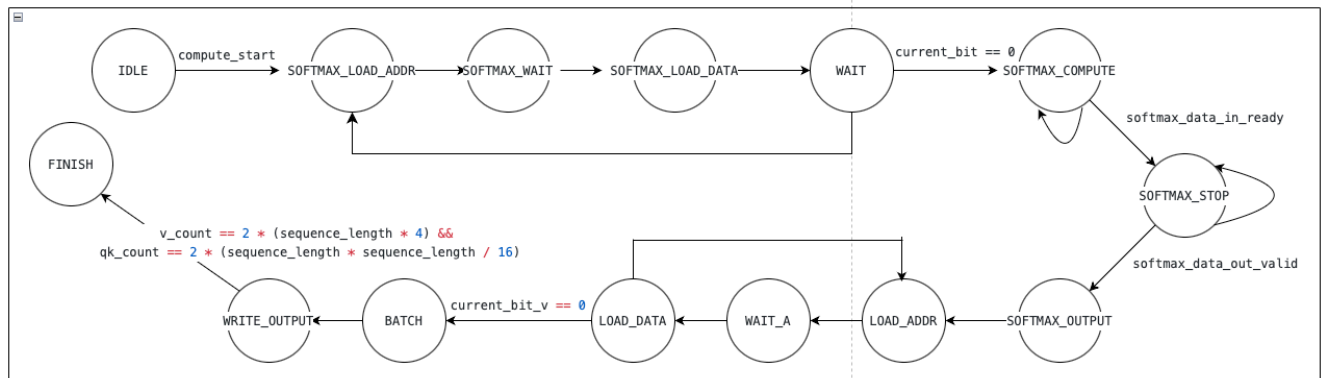 IDLE
compute_start
SOFTMAX_LOAD_ADDR
SOFTMAX_WAIT
SOFTMAX_LOAD_DATA
WAIT
current_bit == 0
SOFTMAX_COMPUTE
softmax_data_in_ready
SOFTMAX_STOP
softmax_data_out_valid
FINISH
v_count == 2 * (sequence_length * 4) &&
qk_count == 2 * (sequence_length * sequence_length / 16)
WRITE_OUTPUT
BATCH
current_bit_v == 0
LOAD_DATA
WAIT_A
LOAD_ADDR
SOFTMAX_OUTPUT